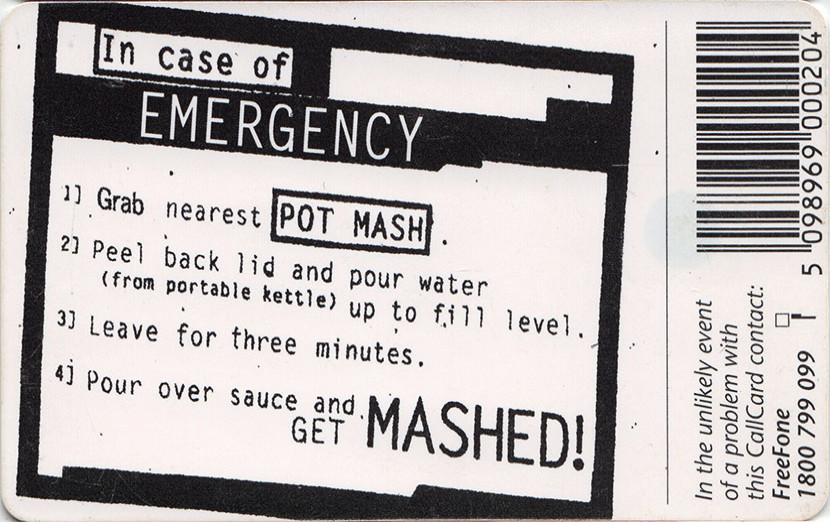 In case of
EMERGENCY
1] Grab nearest POT MASH.
2] Peel back lid and pour water
(from portable kettle) up to fill level.
3] Leave for three minutes.
4] Pour over sauce and
GET MASHED!
5 098969 000204
In the unlikely event
of a problem with
this CallCard contact:
FreeFone
1800 799 099